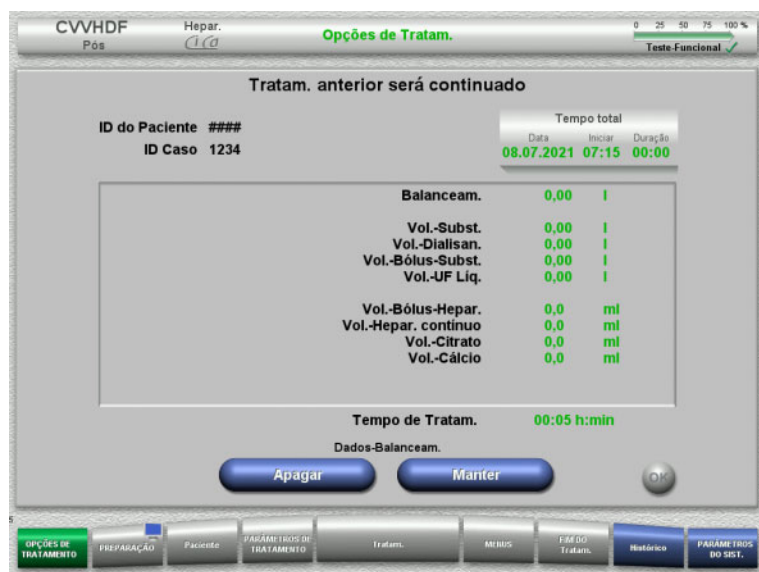 CVVHDF
Pós
Hepar.
Opções de Tratam.
0 25 50 75 100 %
Teste-Funcional
Tratam. anterior será continuado
ID do Paciente ####
ID Caso 1234
Tempo total
Data Iniciar Duração
08.07.2021 07:15 00:00
Balanceam. 0,00 l
Vol.-Subst. 0,00 l
Vol.-Dialisan. 0,00 l
Vol.-Bólus-Subst. 0,00 l
Vol.-UF Líq. 0,00 l
Vol.-Bólus-Hepar. 0,0 ml
Vol.-Hepar. contínuo 0,0 ml
Vol.-Citrato 0,0 ml
Vol.-Cálcio 0,0 ml
Tempo de Tratam. 00:05 h:min
Dados-Balanceam.
Apagar Manter OK
5
OPÇÕES DE TRATAMENTO
PREPARAÇÃO
Paciente
PARÂMETROS DE TRATAMENTO
Tratam.
MENUS
FIM DO Tratam.
Histórico
PARÂMETROS DO SIST.